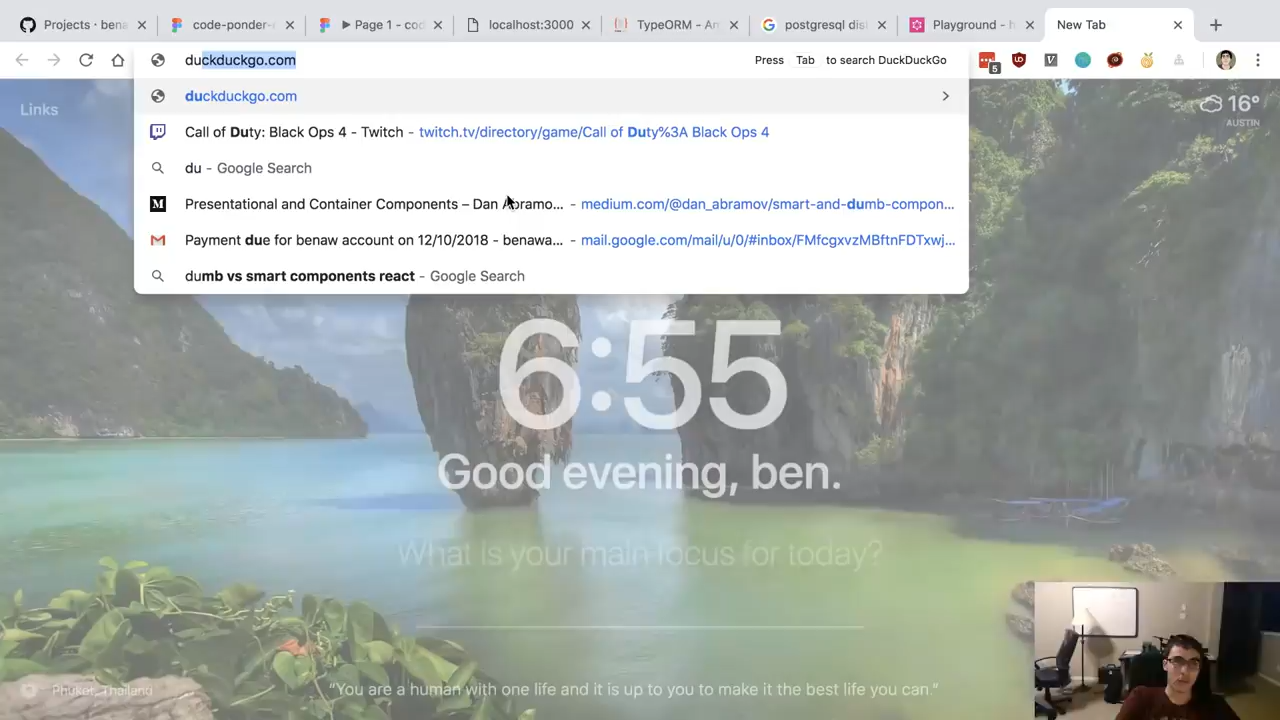 Projects · bena
code-ponder-
▶ Page 1 - cod
localhost:3000
TypeORM - Am
postgresql dis
Playground - h
New Tab
duckduckgo.com
Press Tab to search DuckDuckGo
5
duckduckgo.com
Call of Duty: Black Ops 4 - Twitch - twitch.tv/directory/game/Call of Duty%3A Black Ops 4
du - Google Search
Presentational and Container Components – Dan Abramo... - medium.com/@dan_abramov/smart-and-dumb-compon...
Payment due for benaw account on 12/10/2018 - benawa... - mail.google.com/mail/u/0/#inbox/FMfcgxvzMBftnFDTxwj...
dumb vs smart components react - Google Search
Links
16°
AUSTIN
6:55
Good evening, ben.
What is your main focus for today?
Phuket, Thailand
“You are a human with one life and it is up to you to make it the best life you can.”